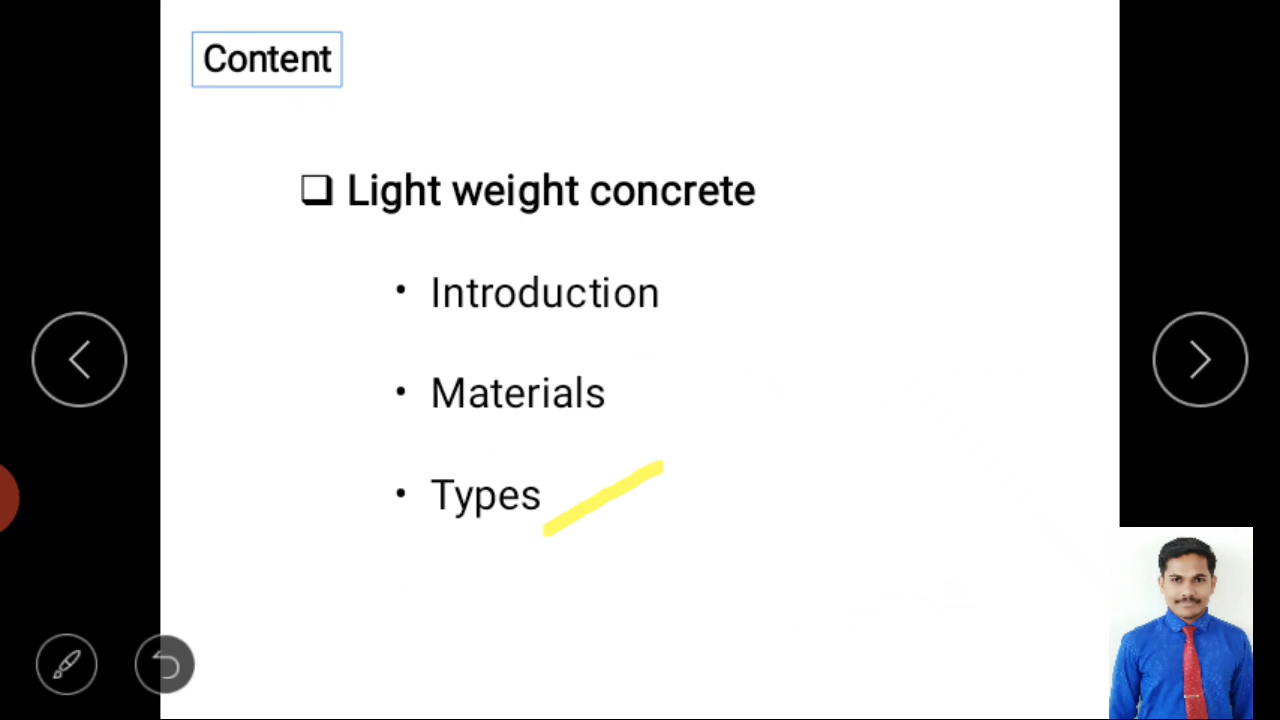 Content
❑ Light weight concrete
• Introduction
• Materials
• Types